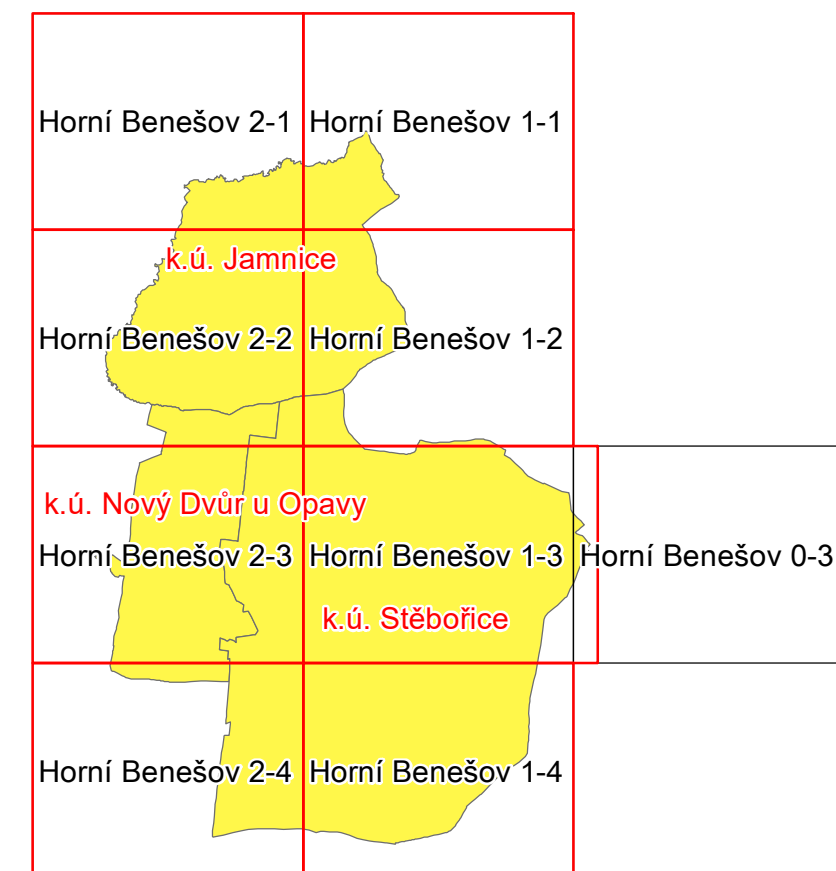 Horní Benešov 2-1
Horní Benešov 1-1
k.ú. Jamnice
Horní Benešov 2-2
Horní Benešov 1-2
k.ú. Nový Dvůr u Opavy
Horní Benešov 2-3
Horní Benešov 1-3
Horní Benešov 0-3
k.ú. Stěbořice
Horní Benešov 2-4
Horní Benešov 1-4